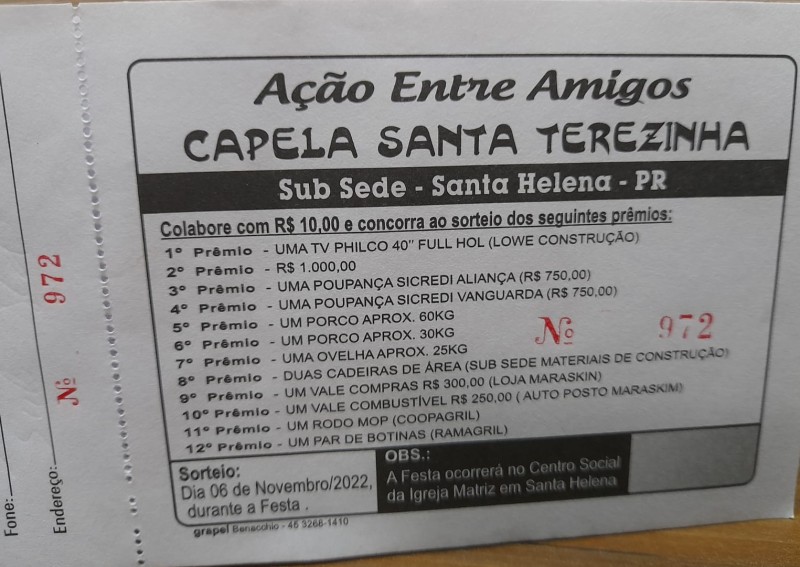 Fone:
Endereço:
Nº 972
Ação Entre Amigos
CAPELA SANTA TEREZINHA
Sub Sede - Santa Helena - PR
Colabore com R$ 10,00 e concorra ao sorteio dos seguintes prêmios:
1º Prêmio - UMA TV PHILCO 40" FULL HOL (LOWE CONSTRUÇÃO)
2º Prêmio - R$ 1.000,00
3º Prêmio - UMA POUPANÇA SICREDI ALIANÇA (R$ 750,00)
4º Prêmio - UMA POUPANÇA SICREDI VANGUARDA (R$ 750,00)
5º Prêmio - UM PORCO APROX. 60KG
6º Prêmio - UM PORCO APROX. 30KG
7º Prêmio - UMA OVELHA APROX. 25KG
Nº 972
8º Prêmio - DUAS CADEIRAS DE ÁREA (SUB SEDE MATERIAIS DE CONSTRUÇÃO)
9º Prêmio - UM VALE COMPRAS R$ 300,00 (LOJA MARASKIN)
10º Prêmio - UM VALE COMBUSTÍVEL R$ 250,00 ( AUTO POSTO MARASKIM)
11º Prêmio - UM RODO MOP (COOPAGRIL)
12º Prêmio - UM PAR DE BOTINAS (RAMAGRIL)
Sorteio:
Dia 06 de Novembro/2022,
durante a Festa .
OBS.:
A Festa ocorrerá no Centro Social
da Igreja Matriz em Santa Helena
grapel Benacchio - 45 3268-1410